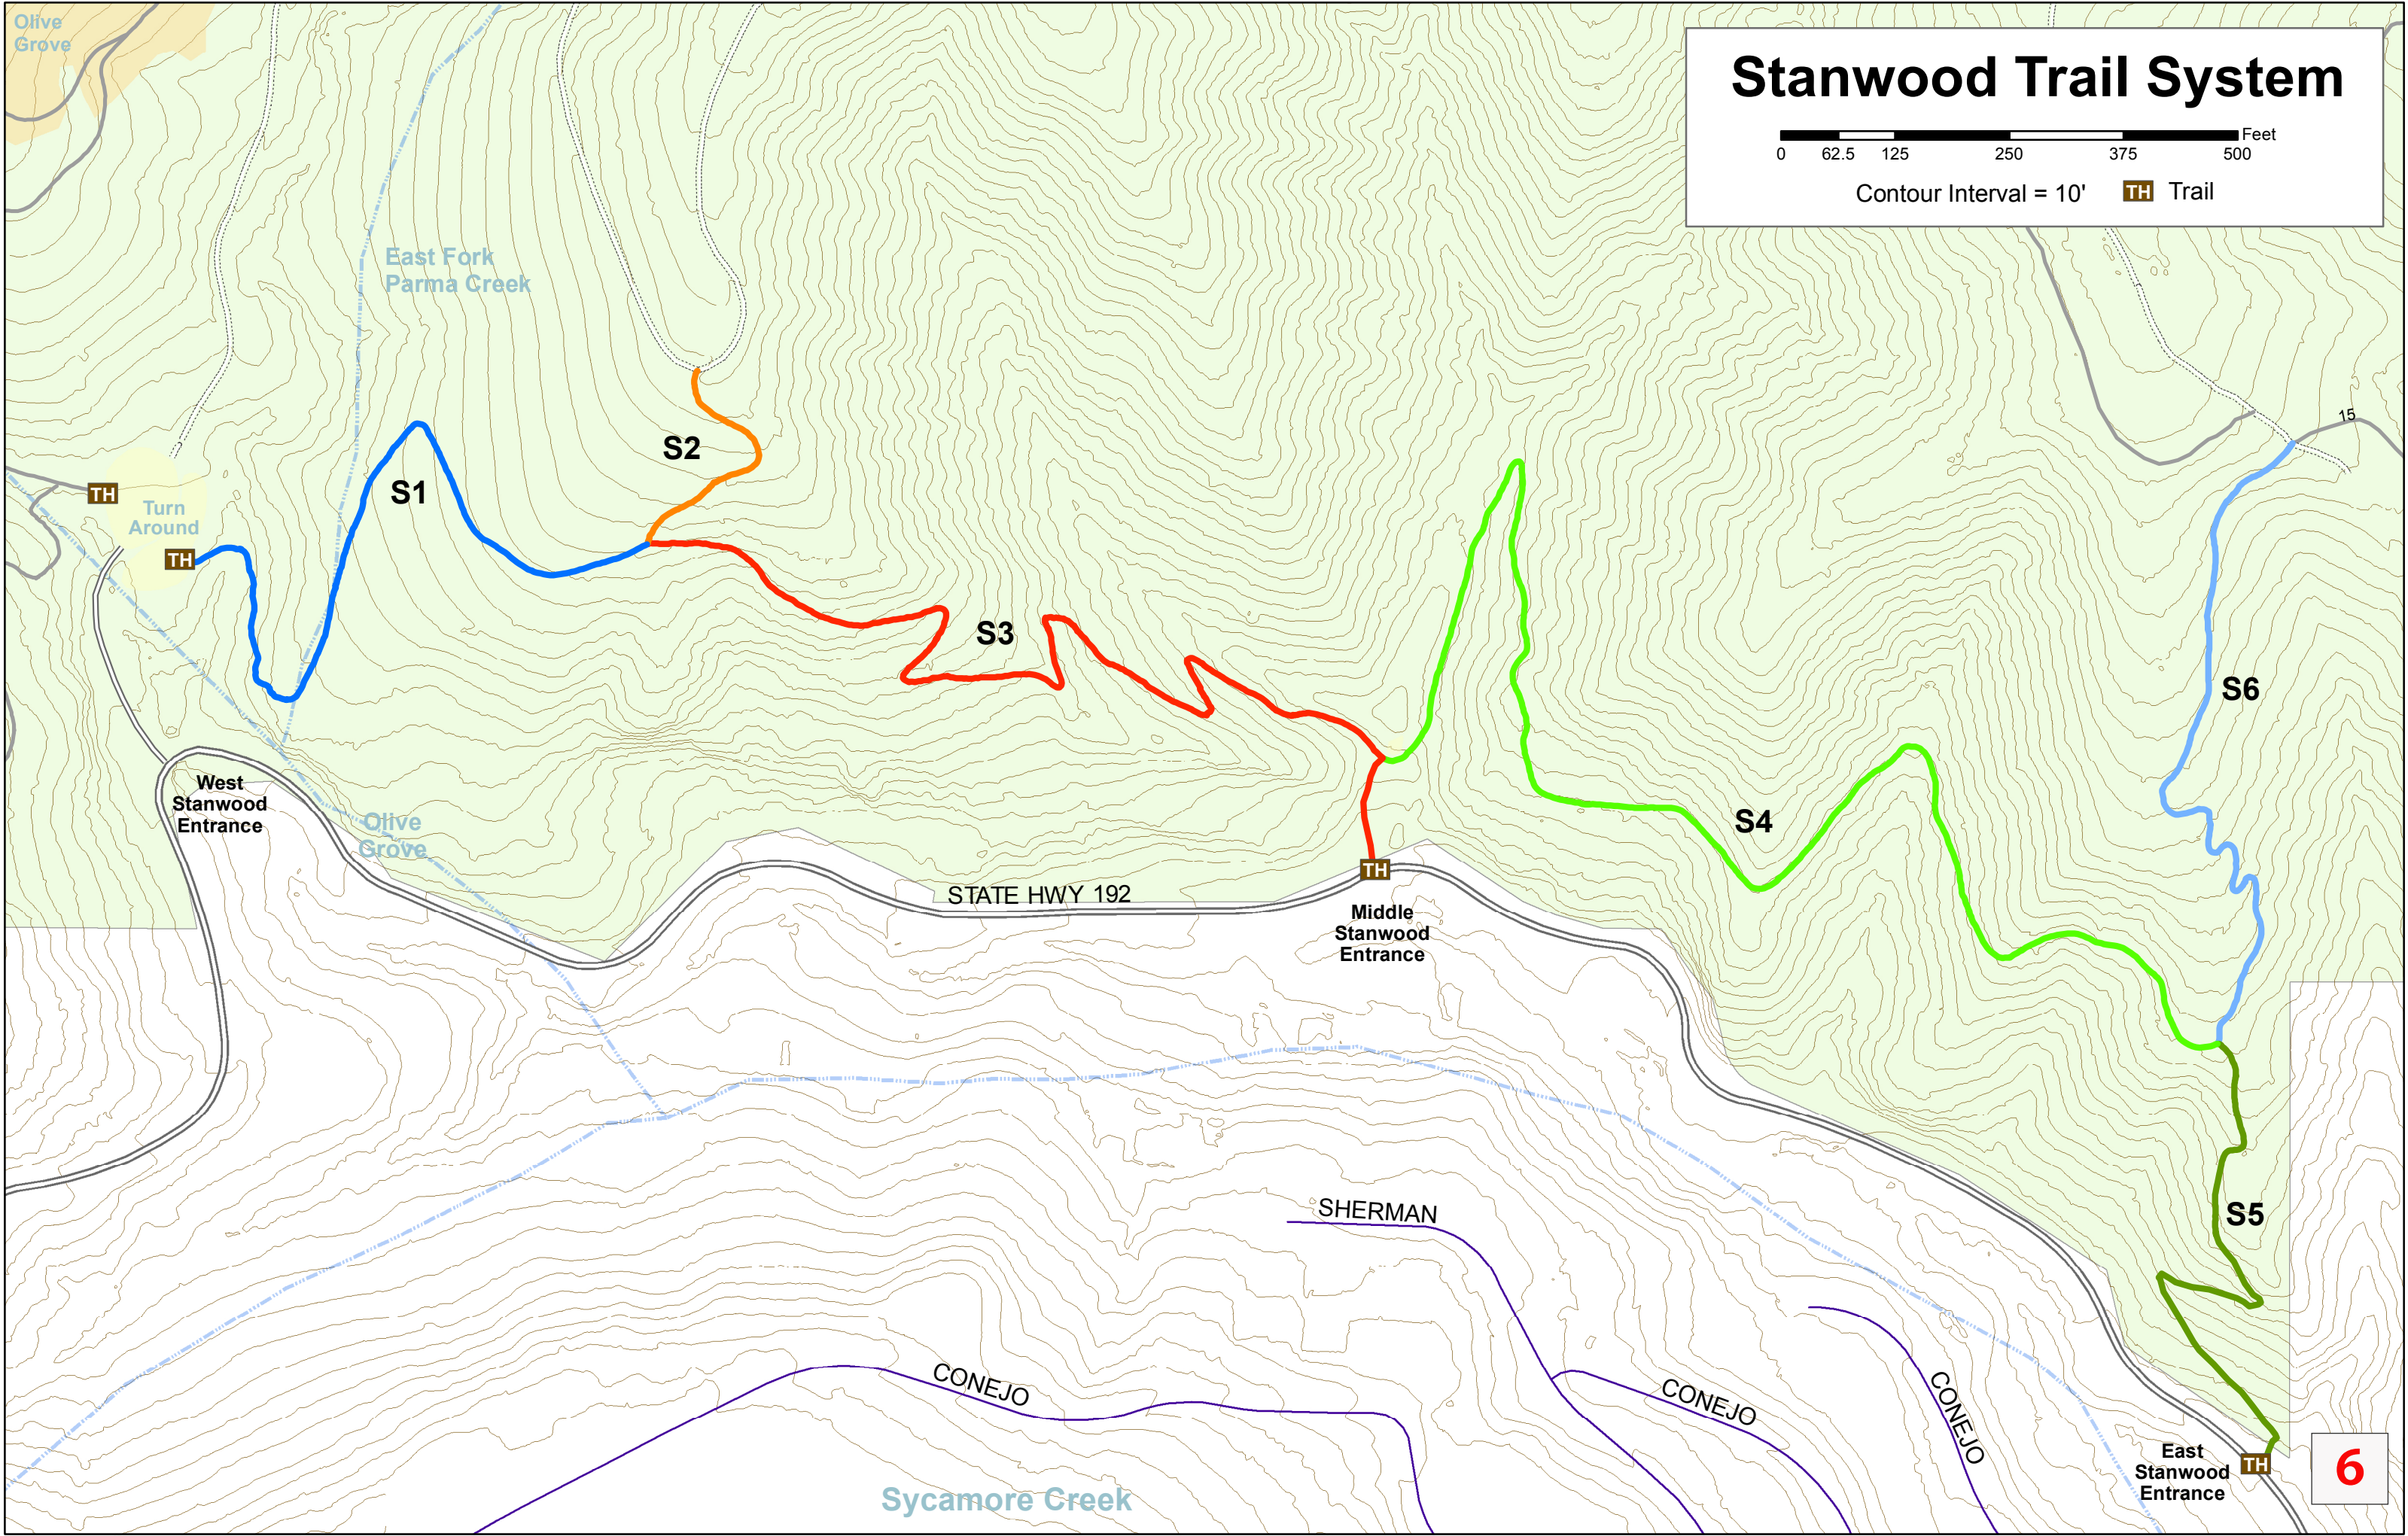 Olive
Grove
Stanwood Trail System
Feet
0 62.5 125 250 375 500
Contour Interval = 10' TH Trail
East Fork
Parma Creek
15
S2
S1
TH
Turn
Around
TH
S3
S6
West
Stanwood
Entrance
Olive
Grove
S4
TH
STATE HWY 192
Middle
Stanwood
Entrance
SHERMAN
S5
CONEJO
CONEJO
CONEJO
East
Stanwood
Entrance
TH
6
Sycamore Creek